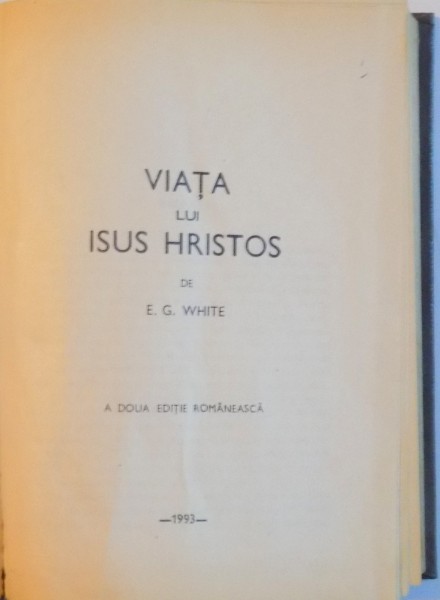 VIAȚA
LUI
ISUS HRISTOS
DE
E. G. WHITE
A DOUA EDIȚIE ROMÂNEASCĂ
—1993—